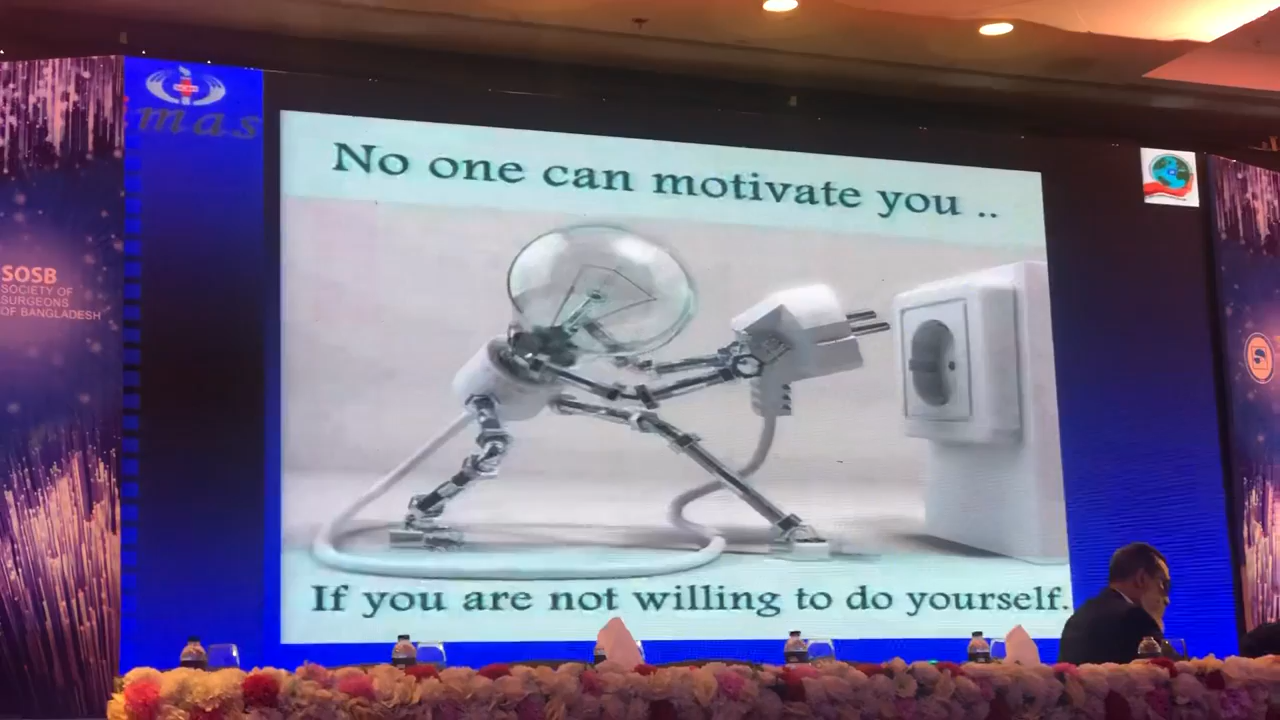 mas
SOSB
SOCIETY OF
SURGEONS
OF BANGLADESH
No one can motivate you ..
If you are not willing to do yourself.